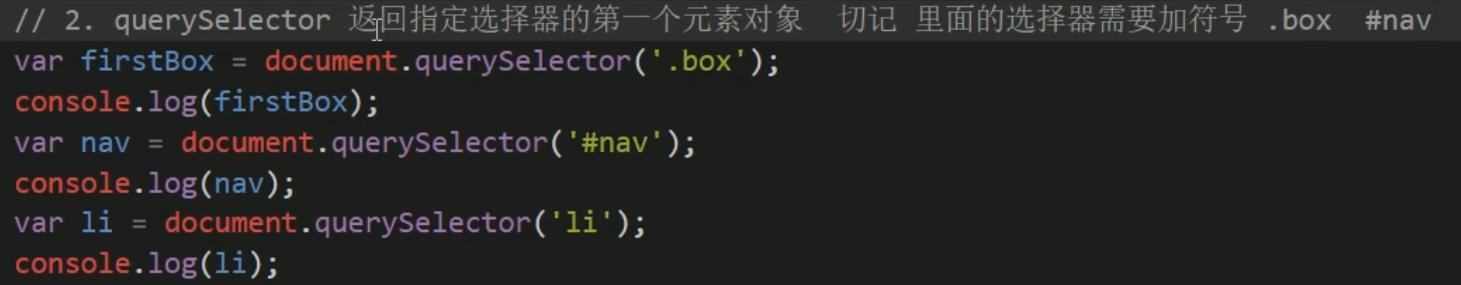 // 2. querySelector 返回指定选择器的第一个元素对象  切记 里面的选择器需要加符号 .box  #nav
var firstBox = document.querySelector('.box');
console.log(firstBox);
var nav = document.querySelector('#nav');
console.log(nav);
var li = document.querySelector('li');
console.log(li);